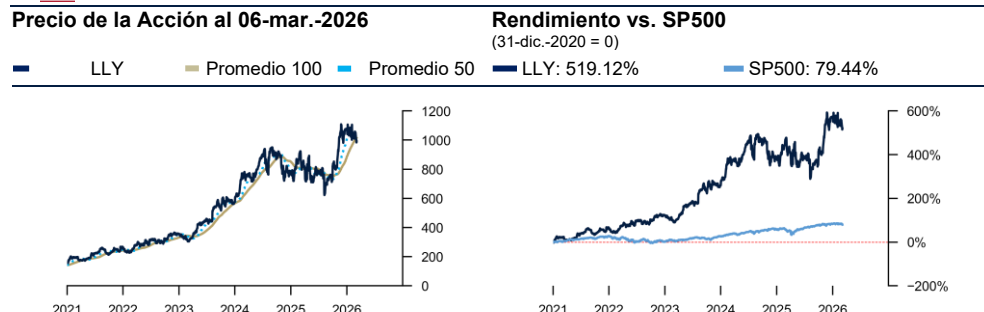 Precio de la Acción al 06-mar.-2026
LLY Promedio 100 Promedio 50
1200
1000
800
600
400
200
0
2021 2022 2023 2024 2025 2026
Rendimiento vs. SP500
(31-dic.-2020 = 0)
LLY: 519.12% SP500: 79.44%
600%
400%
200%
0%
−200%
2021 2022 2023 2024 2025 2026